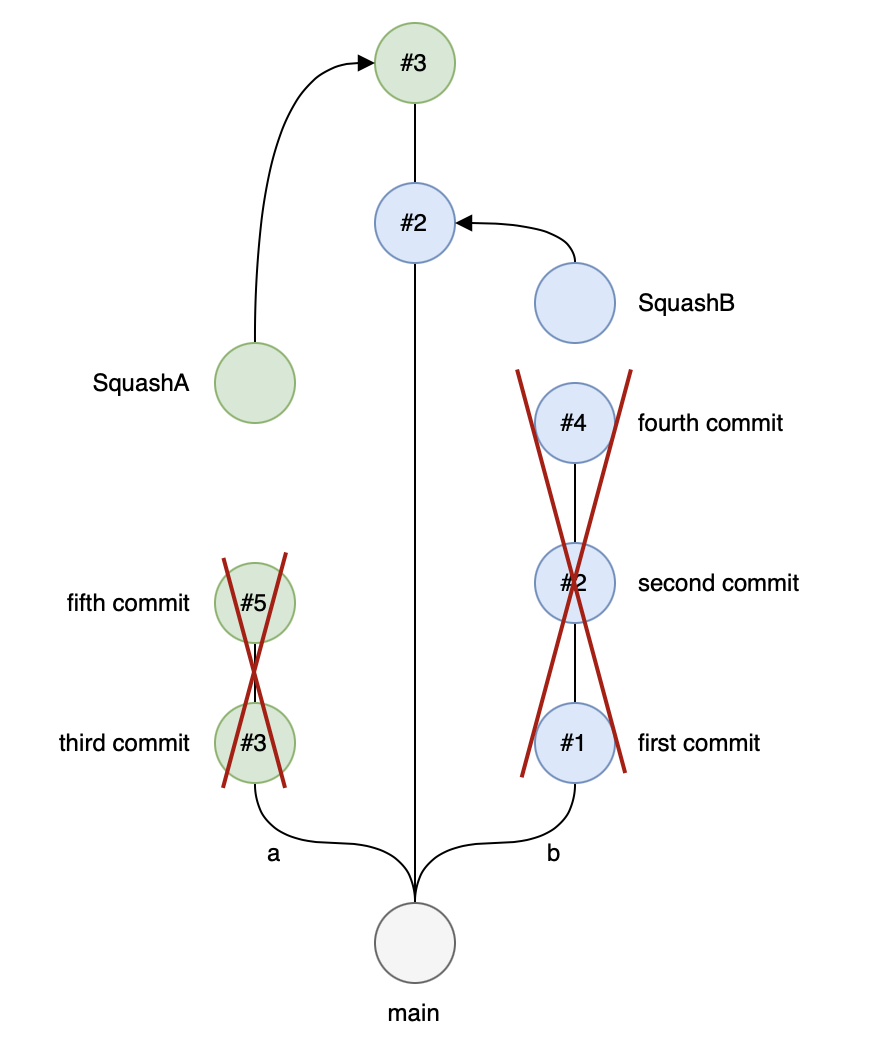 #3
#2
SquashB
SquashA
#4
fourth commit
#2
second commit
fifth commit
#5
third commit
#3
#1
first commit
a
b
main